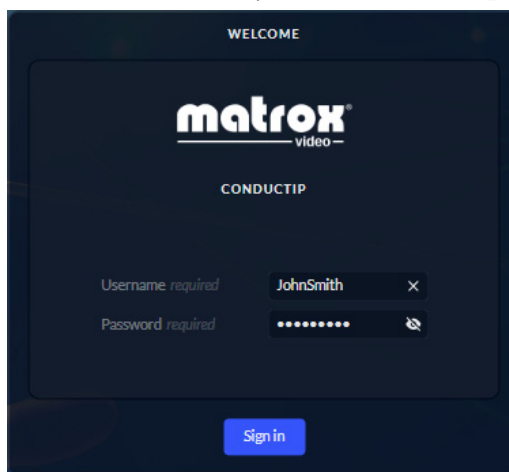 WELCOME
matrox®
video
CONDUCTIP
Username required JohnSmith
Password required •••••••••
Sign in